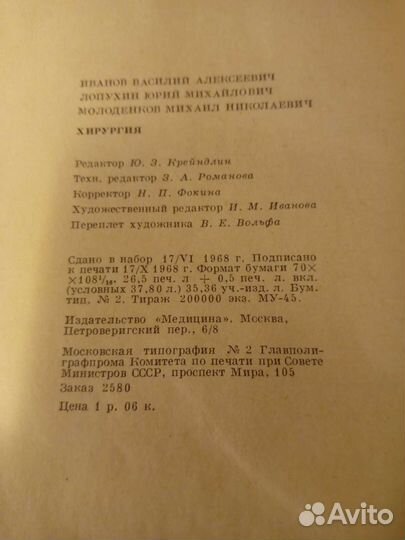 ИВАНОВ ВАСИЛИЙ АЛЕКСЕЕВИЧ
ЛОПУХИН ЮРИЙ МИХАЙЛОВИЧ
МОЛОДЕНКОВ МИХАИЛ НИКОЛАЕВИЧ
ХИРУРГИЯ
Редактор Ю. З. Крейндлин
Техн. редактор З. А. Романова
Корректор Н. П. Фокина
Художественный редактор И. М. Иванова
Переплет художника В. Е. Вольфа
Сдано в набор 17/VI 1968 г. Подписано
к печати 17/X 1968 г. Формат бумаги 70×
×108¹/₁₆. 26,5 печ. л + 0,5 печ. л. вкл.
(условных 37,80 л.) 35,36 уч.-изд. л. Бум.
тип. № 2. Тираж 200000 экз. МУ-45.
Издательство «Медицина». Москва,
Петроверигский пер., 6/8
Московская типография № 2 Главполи-
графпрома Комитета по печати при Совете
Министров СССР, проспект Мира, 105
Заказ 2580
Цена 1 р. 06 к.
Avito